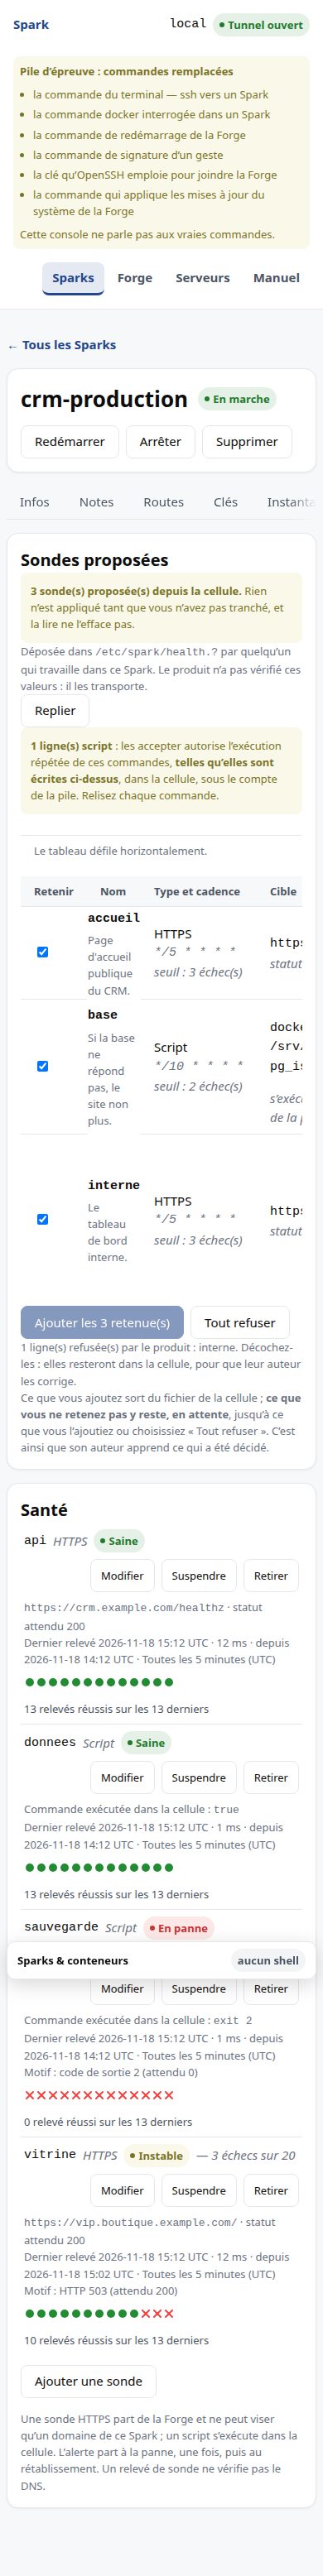 Spark
local
Tunnel ouvert
Pile d'épreuve : commandes remplacées
la commande du terminal — ssh vers un Spark
la commande docker interrogée dans un Spark
la commande de redémarrage de la Forge
la commande de signature d'un geste
la clé qu'OpenSSH emploie pour joindre la Forge
la commande qui applique les mises à jour du
système de la Forge
Cette console ne parle pas aux vraies commandes.
Sparks Forge Serveurs Manuel
← Tous les Sparks
crm-production
En marche
Redémarrer Arrêter Supprimer
Infos Notes Routes Clés Instanta
Sondes proposées
3 sonde(s) proposée(s) depuis la cellule. Rien
n'est appliqué tant que vous n'avez pas tranché, et
la lire ne l'efface pas.
Déposée dans /etc/spark/health.? par quelqu'un
qui travaille dans ce Spark. Le produit n'a pas vérifié ces
valeurs : il les transporte.
Replier
1 ligne(s) script : les accepter autorise l'exécution
répétée de ces commandes, telles qu'elles sont
écrites ci-dessus, dans la cellule, sous le compte
de la pile. Relisez chaque commande.
Le tableau défile horizontalement.
Retenir Nom Type et cadence Cible
accueil
Page
d'accueil
publique
du CRM.
HTTPS
*/5 * * * *
seuil : 3 échec(s)
https
statut
base
Si la base
ne
répond
pas, le
site non
plus.
Script
*/10 * * * *
seuil : 2 échec(s)
docke
/srv/
pg_is
s'exécu
de la p
interne
Le
tableau
de bord
interne.
HTTPS
*/5 * * * *
seuil : 3 échec(s)
https
statut
Ajouter les 3 retenue(s) Tout refuser
1 ligne(s) refusée(s) par le produit : interne. Décochez-
les : elles resteront dans la cellule, pour que leur auteur
les corrige.
Ce que vous ajoutez sort du fichier de la cellule ; ce que
vous ne retenez pas y reste, en attente, jusqu'à ce
que vous l'ajoutiez ou choisissiez « Tout refuser ». C'est
ainsi que son auteur apprend ce qui a été décidé.
Santé
api HTTPS Saine
Modifier Suspendre Retirer
https://crm.example.com/healthz · statut
attendu 200
Dernier relevé 2026-11-18 15:12 UTC · 12 ms · depuis
2026-11-18 14:12 UTC · Toutes les 5 minutes (UTC)
13 relevés réussis sur les 13 derniers
donnees Script Saine
Modifier Suspendre Retirer
Commande exécutée dans la cellule : true
Dernier relevé 2026-11-18 15:12 UTC · 1 ms · depuis
2026-11-18 14:12 UTC · Toutes les 5 minutes (UTC)
13 relevés réussis sur les 13 derniers
sauvegarde Script En panne
Sparks & conteneurs aucun shell
Modifier Suspendre Retirer
Commande exécutée dans la cellule : exit 2
Dernier relevé 2026-11-18 15:12 UTC · 1 ms · depuis
2026-11-18 14:12 UTC · Toutes les 5 minutes (UTC)
Motif : code de sortie 2 (attendu 0)
0 relevé réussi sur les 13 derniers
vitrine HTTPS Instable — 3 échecs sur 20
Modifier Suspendre Retirer
https://vip.boutique.example.com/ · statut
attendu 200
Dernier relevé 2026-11-18 15:12 UTC · 12 ms · depuis
2026-11-18 15:02 UTC · Toutes les 5 minutes (UTC)
Motif : HTTP 503 (attendu 200)
10 relevés réussis sur les 13 derniers
Ajouter une sonde
Une sonde HTTPS part de la Forge et ne peut viser
qu'un domaine de ce Spark ; un script s'exécute dans la
cellule. L'alerte part à la panne, une fois, puis au
rétablissement. Un relevé de sonde ne vérifie pas le
DNS.